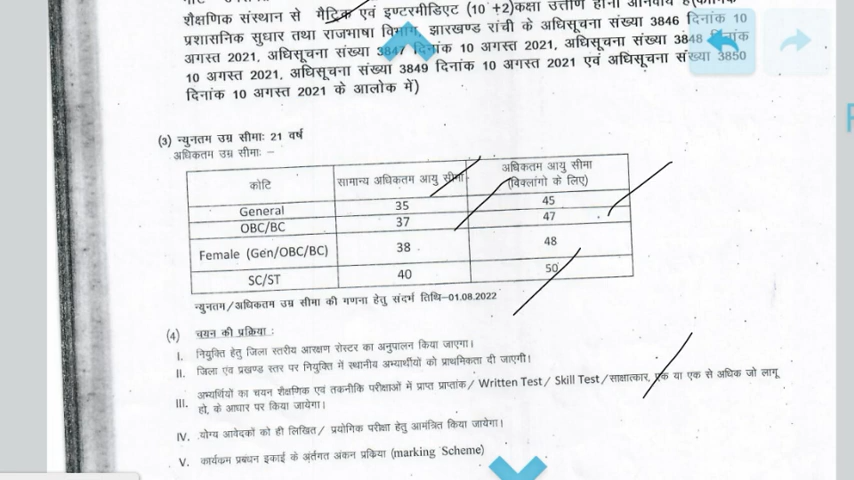 शैक्षणिक संस्थान से मैट्रिक एवं इण्टरमीडिएट (10 +2)कक्षा उत्तीर्ण होना अनिवार्य है
प्रशासनिक सुधार तथा राजभाषा विभाग, झारखण्ड रांची के अधिसूचना संख्या 3846 दिनांक 10
अगस्त 2021, अधिसूचना संख्या 3847 दिनांक 10 अगस्त 2021, अधिसूचना संख्या 3848 दिनांक
10 अगस्त 2021, अधिसूचना संख्या 3849 दिनांक 10 अगस्त 2021 एवं अधिसूचना संख्या 3850
दिनांक 10 अगस्त 2021 के आलोक में)
(3) न्युनतम उम्र सीमाः 21 वर्ष
अधिकतम उम्र सीमाः –
कोटि सामान्य अधिकतम आयु सीमा अधिकतम आयु सीमा (विक्लांगो के लिए)
General 35 45
OBC/BC 37 47
Female (Gen/OBC/BC) 38 48
SC/ST 40 50
न्युनतम/अधिकतम उम्र सीमा की गणना हेतु संदर्भ तिथि–01.08.2022
(4) चयन की प्रक्रिया :
I. नियुक्ति हेतु जिला स्तरीय आरक्षण रोस्टर का अनुपालन किया जाएगा।
II. जिला एवं प्रखण्ड स्तर पर नियुक्ति में स्थानीय अभ्यार्थीयों को प्राथमिकता दी जाएगी।
III. अभ्यर्थियों का चयन शैक्षणिक एवं तकनीकि परीक्षाओं में प्राप्त प्राप्तांक/ Written Test/ Skill Test/साक्षात्कार, एक या एक से अधिक जो लागू
हो, के आधार पर किया जायेगा।
IV. योग्य आवेदकों को ही लिखित/ प्रयोगिक परीक्षा हेतु आमंत्रित किया जायेगा।
V. कार्यक्रम प्रबंधन इकाई के अंर्तगत अंकन प्रक्रिया (marking Scheme)